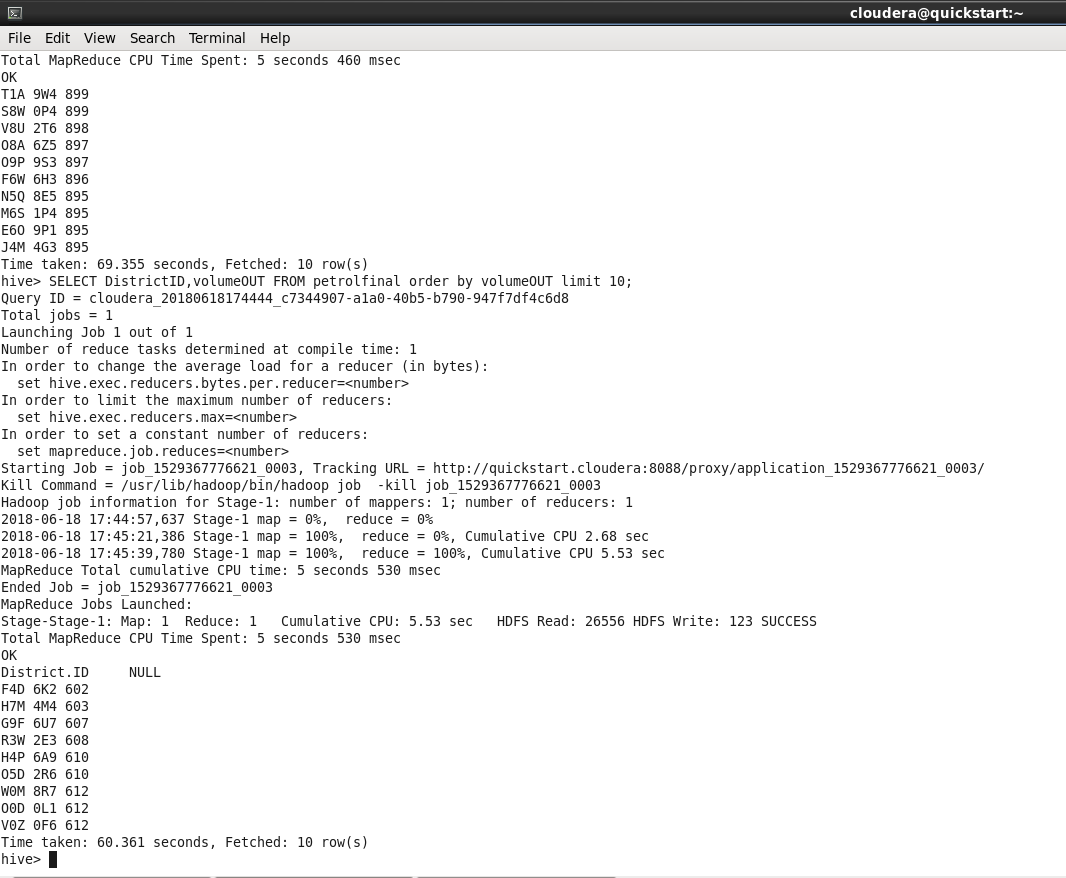 cloudera@quickstart:~
File Edit View Search Terminal Help
Total MapReduce CPU Time Spent: 5 seconds 460 msec
OK
T1A 9W4 899
S8W 0P4 899
V8U 2T6 898
O8A 6Z5 897
O9P 9S3 897
F6W 6H3 896
N5Q 8E5 895
M6S 1P4 895
E6O 9P1 895
J4M 4G3 895
Time taken: 69.355 seconds, Fetched: 10 row(s)
hive> SELECT DistrictID,volumeOUT FROM petrolfinal order by volumeOUT limit 10;
Query ID = cloudera_20180618174444_c7344907-a1a0-40b5-b790-947f7df4c6d8
Total jobs = 1
Launching Job 1 out of 1
Number of reduce tasks determined at compile time: 1
In order to change the average load for a reducer (in bytes):
  set hive.exec.reducers.bytes.per.reducer=<number>
In order to limit the maximum number of reducers:
  set hive.exec.reducers.max=<number>
In order to set a constant number of reducers:
  set mapreduce.job.reduces=<number>
Starting Job = job_1529367776621_0003, Tracking URL = http://quickstart.cloudera:8088/proxy/application_1529367776621_0003/
Kill Command = /usr/lib/hadoop/bin/hadoop job  -kill job_1529367776621_0003
Hadoop job information for Stage-1: number of mappers: 1; number of reducers: 1
2018-06-18 17:44:57,637 Stage-1 map = 0%,  reduce = 0%
2018-06-18 17:45:21,386 Stage-1 map = 100%,  reduce = 0%, Cumulative CPU 2.68 sec
2018-06-18 17:45:39,780 Stage-1 map = 100%,  reduce = 100%, Cumulative CPU 5.53 sec
MapReduce Total cumulative CPU time: 5 seconds 530 msec
Ended Job = job_1529367776621_0003
MapReduce Jobs Launched:
Stage-Stage-1: Map: 1  Reduce: 1   Cumulative CPU: 5.53 sec   HDFS Read: 26556 HDFS Write: 123 SUCCESS
Total MapReduce CPU Time Spent: 5 seconds 530 msec
OK
District.ID     NULL
F4D 6K2 602
H7M 4M4 603
G9F 6U7 607
R3W 2E3 608
H4P 6A9 610
O5D 2R6 610
W0M 8R7 612
O0D 0L1 612
V0Z 0F6 612
Time taken: 60.361 seconds, Fetched: 10 row(s)
hive>